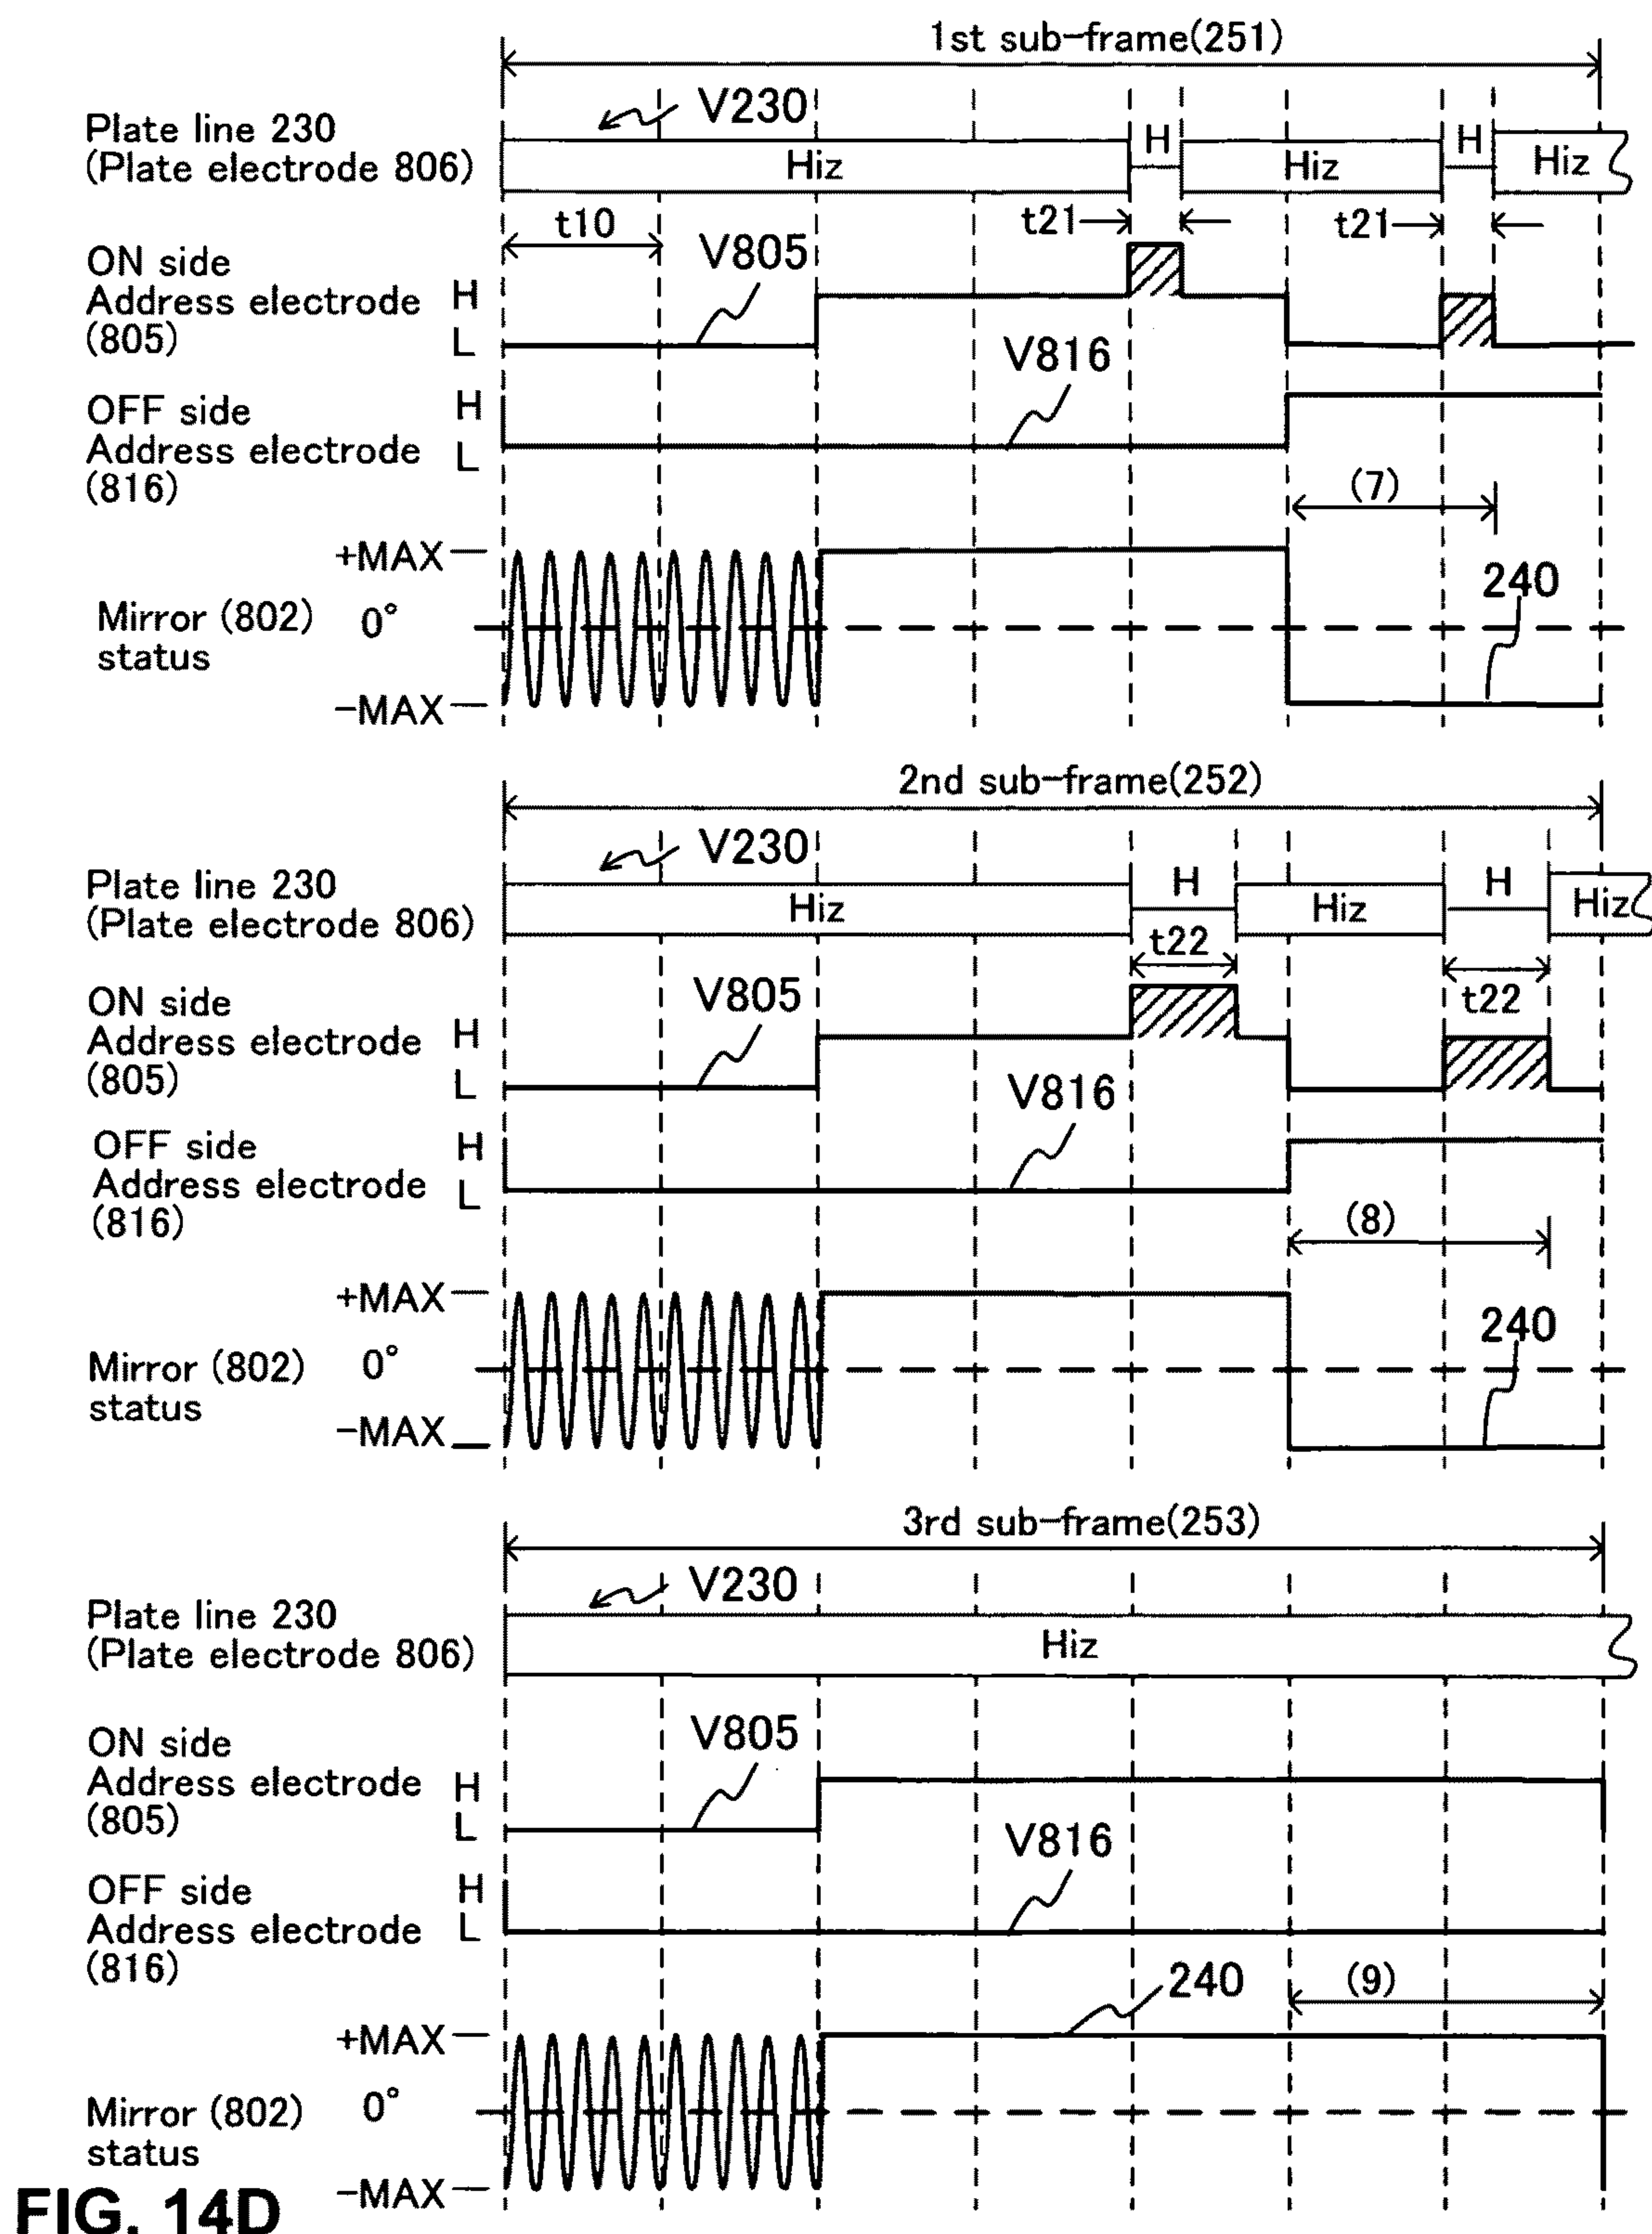 1st sub-frame(251)
V230
Plate line 230
(Plate electrode 806)
Hiz
H
Hiz
H
Hiz
t10
t21
t21
V805
ON side
Address electrode
(805)
H
L
V816
OFF side
Address electrode
(816)
H
L
(7)
+MAX
Mirror (802)
status
0°
-MAX
240
2nd sub-frame(252)
V230
Plate line 230
(Plate electrode 806)
Hiz
H
Hiz
H
Hiz
t22
t22
V805
ON side
Address electrode
(805)
H
L
V816
OFF side
Address electrode
(816)
H
L
(8)
+MAX
Mirror (802)
status
0°
-MAX
240
3rd sub-frame(253)
V230
Plate line 230
(Plate electrode 806)
Hiz
V805
ON side
Address electrode
(805)
H
L
V816
OFF side
Address electrode
(816)
H
L
240
(9)
+MAX
Mirror (802)
status
0°
-MAX
FIG. 14D